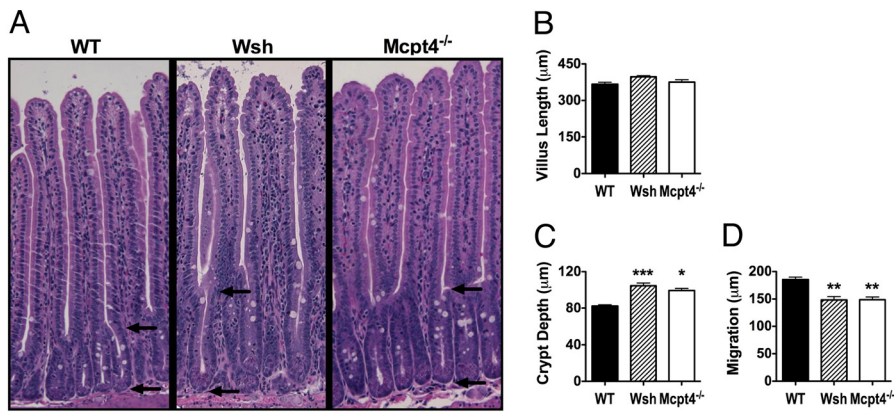 A
WT
Wsh
Mcpt4-/-
B
Villus Length (μm)
450
300
150
0
WT
Wsh
Mcpt4-/-
C
Crypt Depth (μm)
120
80
40
0
***
*
WT
Wsh
Mcpt4-/-
D
Migration (μm)
200
150
100
50
0
**
**
WT
Wsh
Mcpt4-/-